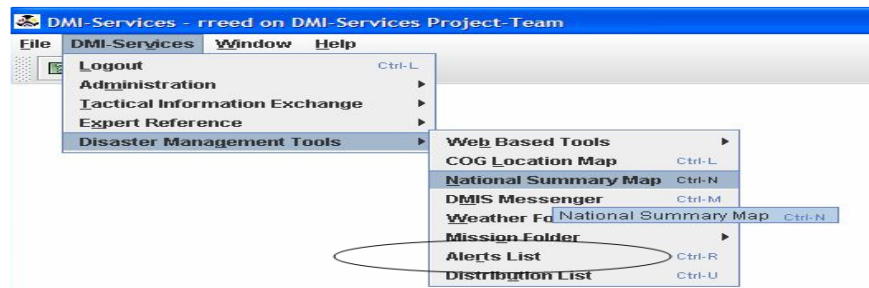 DMI-Services - rreed on DMI-Services Project-Team
File DMI-Services Window Help
Logout Ctrl-L
Administration
Tactical Information Exchange
Expert Reference
Disaster Management Tools
Web Based Tools
COG Location Map Ctrl-L
National Summary Map Ctrl-N
DMIS Messenger Ctrl-M
Weather Fo
National Summary Map Ctrl-N
Mission Folder
Alerts List Ctrl-R
Distribution List Ctrl-U